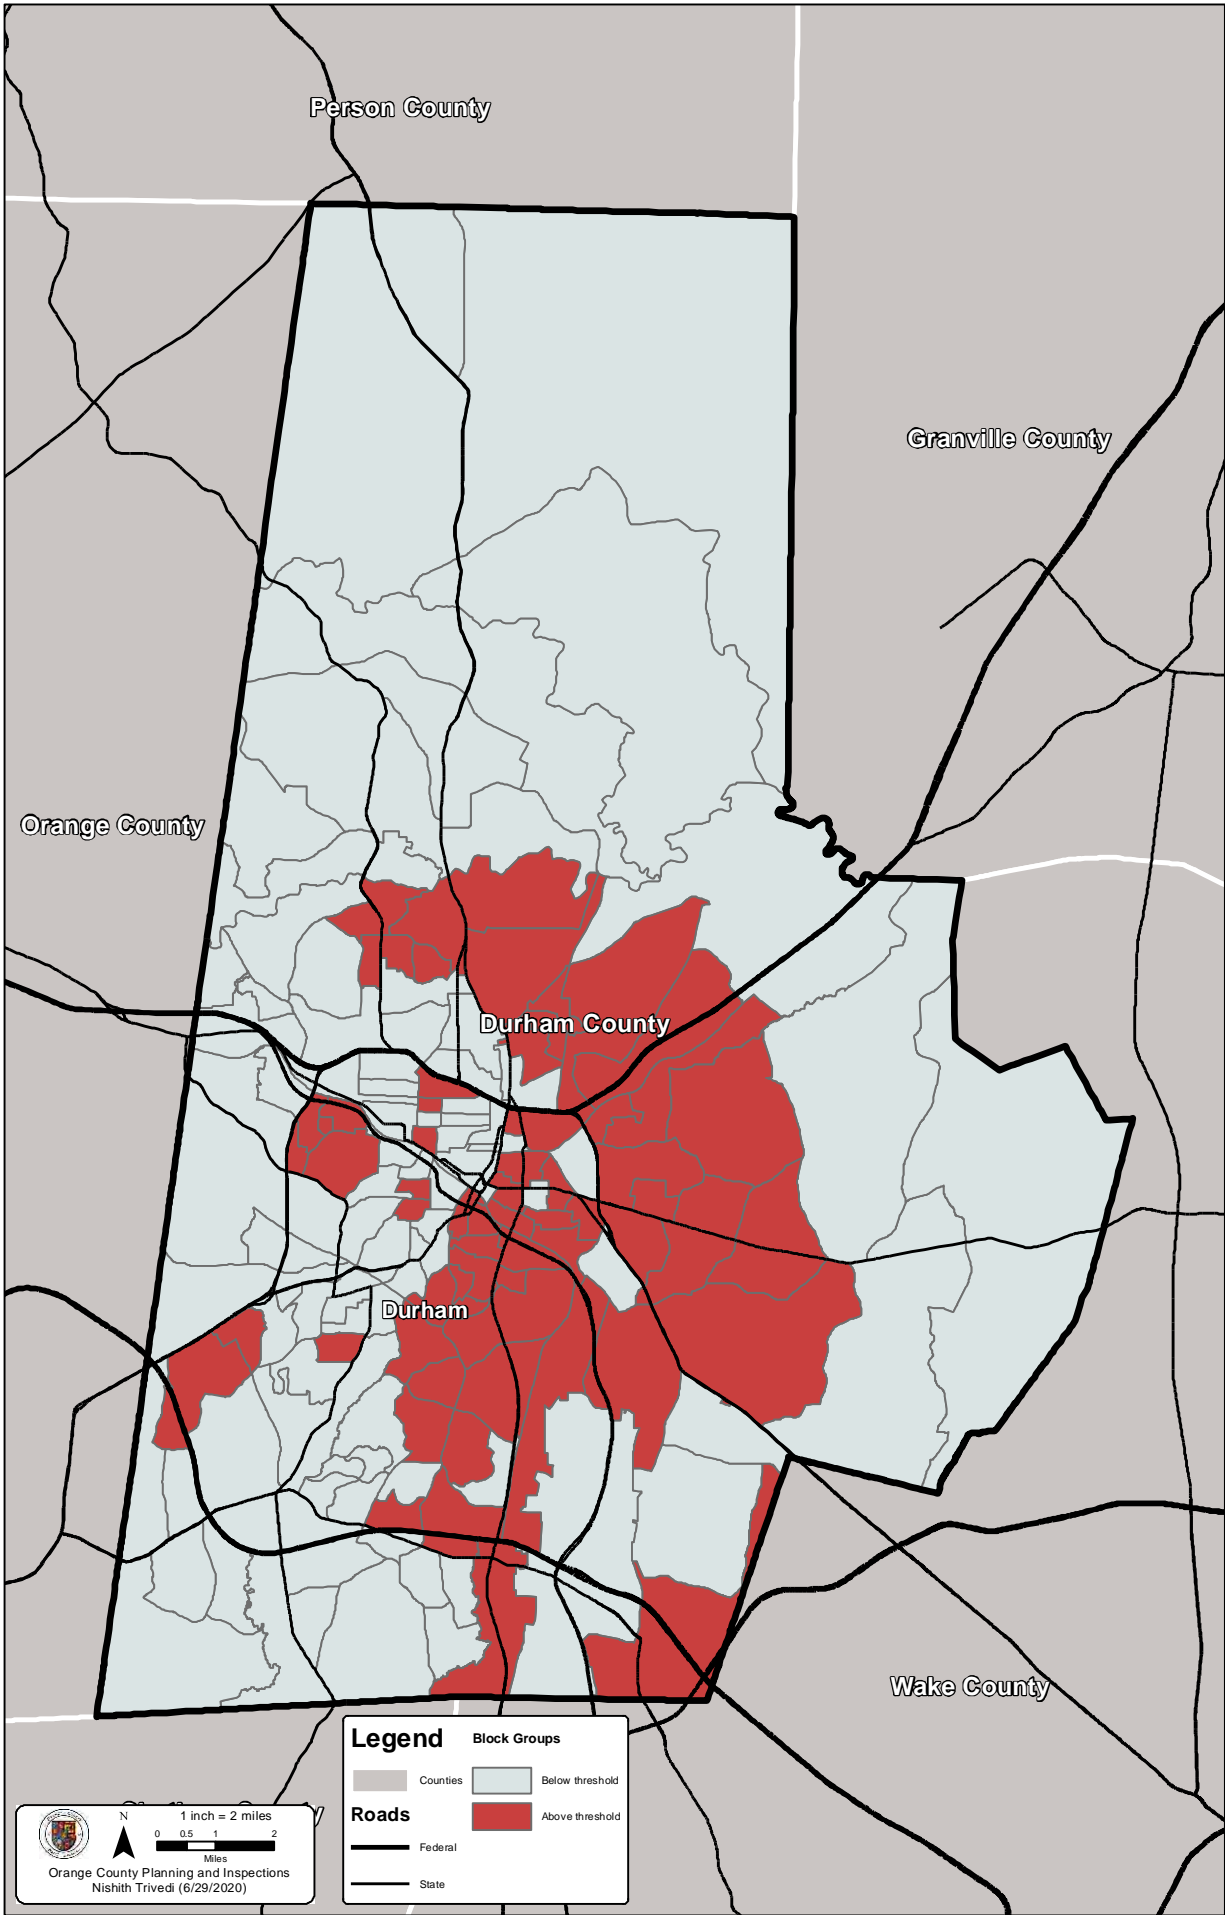 Person County
Granville County
Orange County
Durham County
Durham
Wake County
Legend
Block Groups
Counties
Below threshold
Roads
Above threshold
Federal
State
N
1 inch = 2 miles
0 0.5 1 2
Miles
Orange County Planning and Inspections
Nishith Trivedi (6/29/2020)